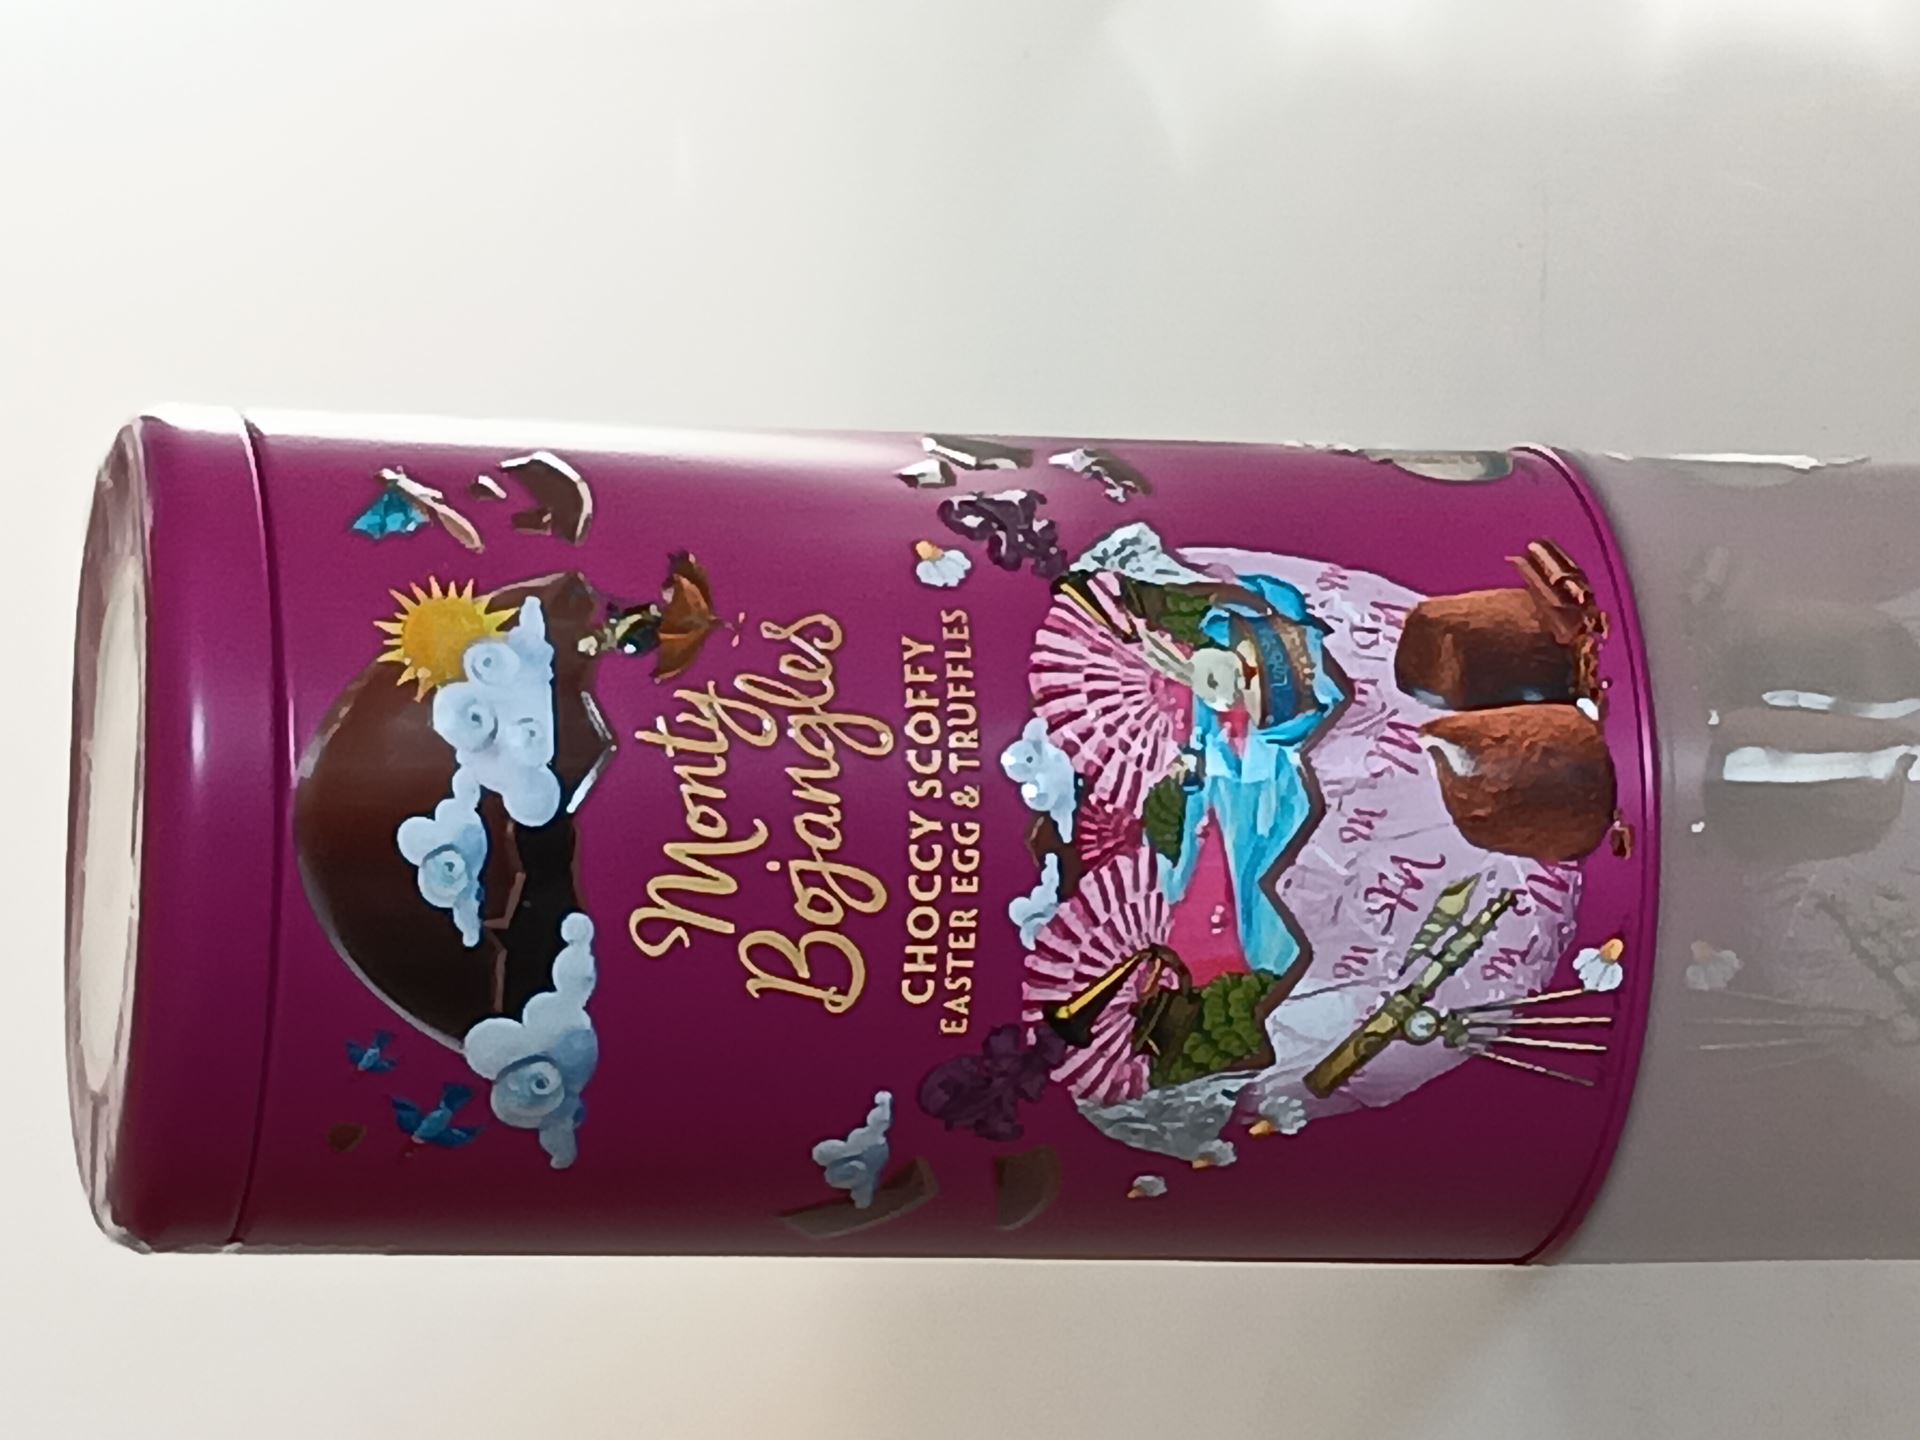 Monty
Bojangles
CHOCCY SCOFFY
EASTER EGG & TRUFFLES